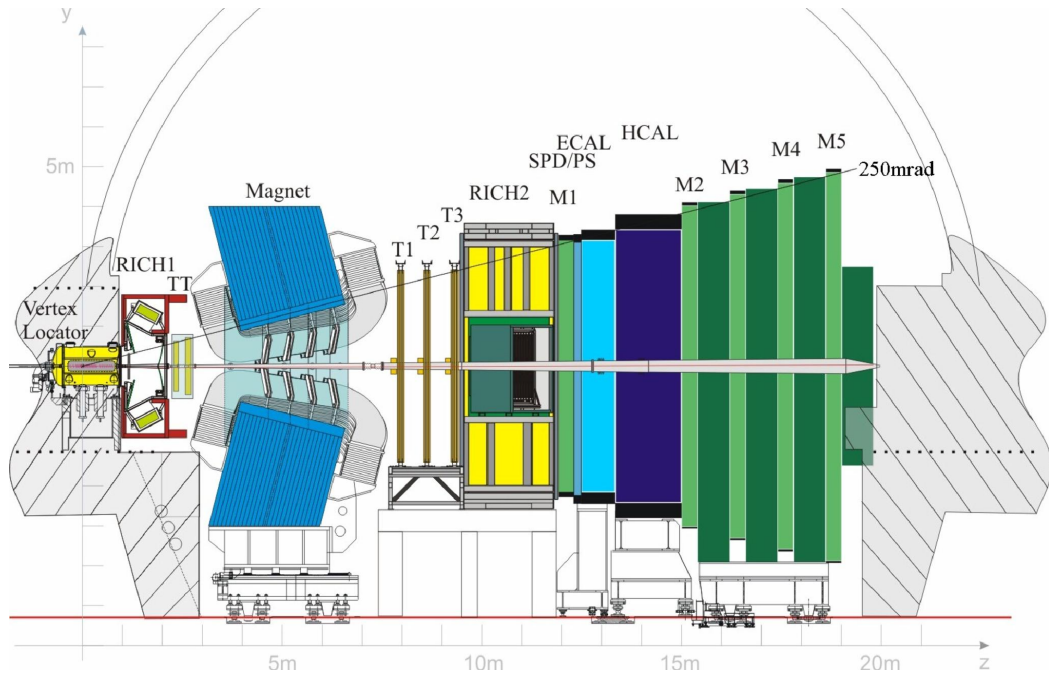 y
5m
Vertex
Locator
RICH1
TT
Magnet
T1
T2
T3
RICH2
M1
SPD/PS
ECAL
HCAL
M2
M3
M4
M5
250mrad
5m
10m
15m
20m
z